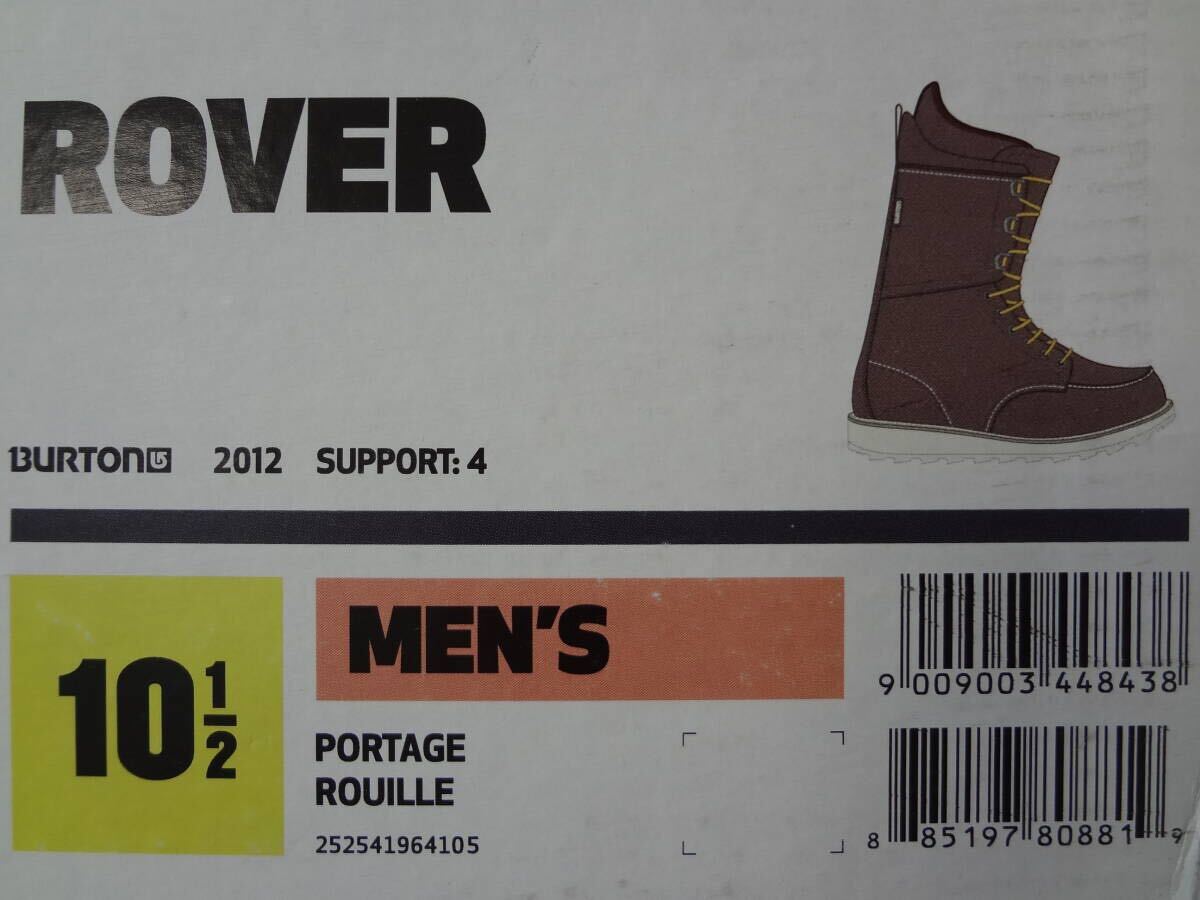 ROVER
BURTON 2012 SUPPORT: 4
10 1/2
MEN'S
PORTAGE
ROUILLE
252541964105
9 009003 448438
8 85197 80881 9